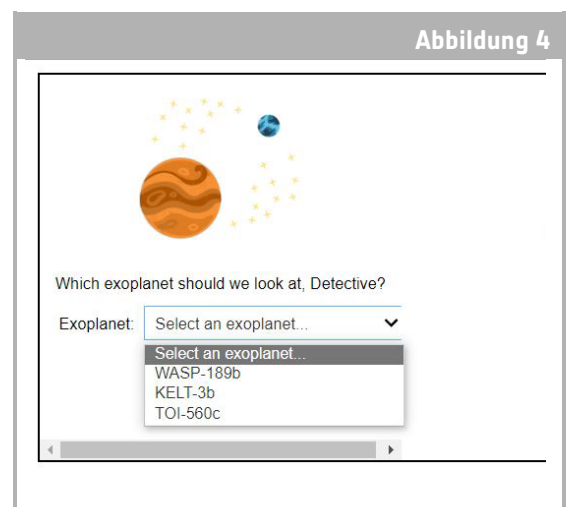 Abbildung 4
Which exoplanet should we look at, Detective?
Exoplanet: Select an exoplanet...
Select an exoplanet...
WASP-189b
KELT-3b
TOI-560c